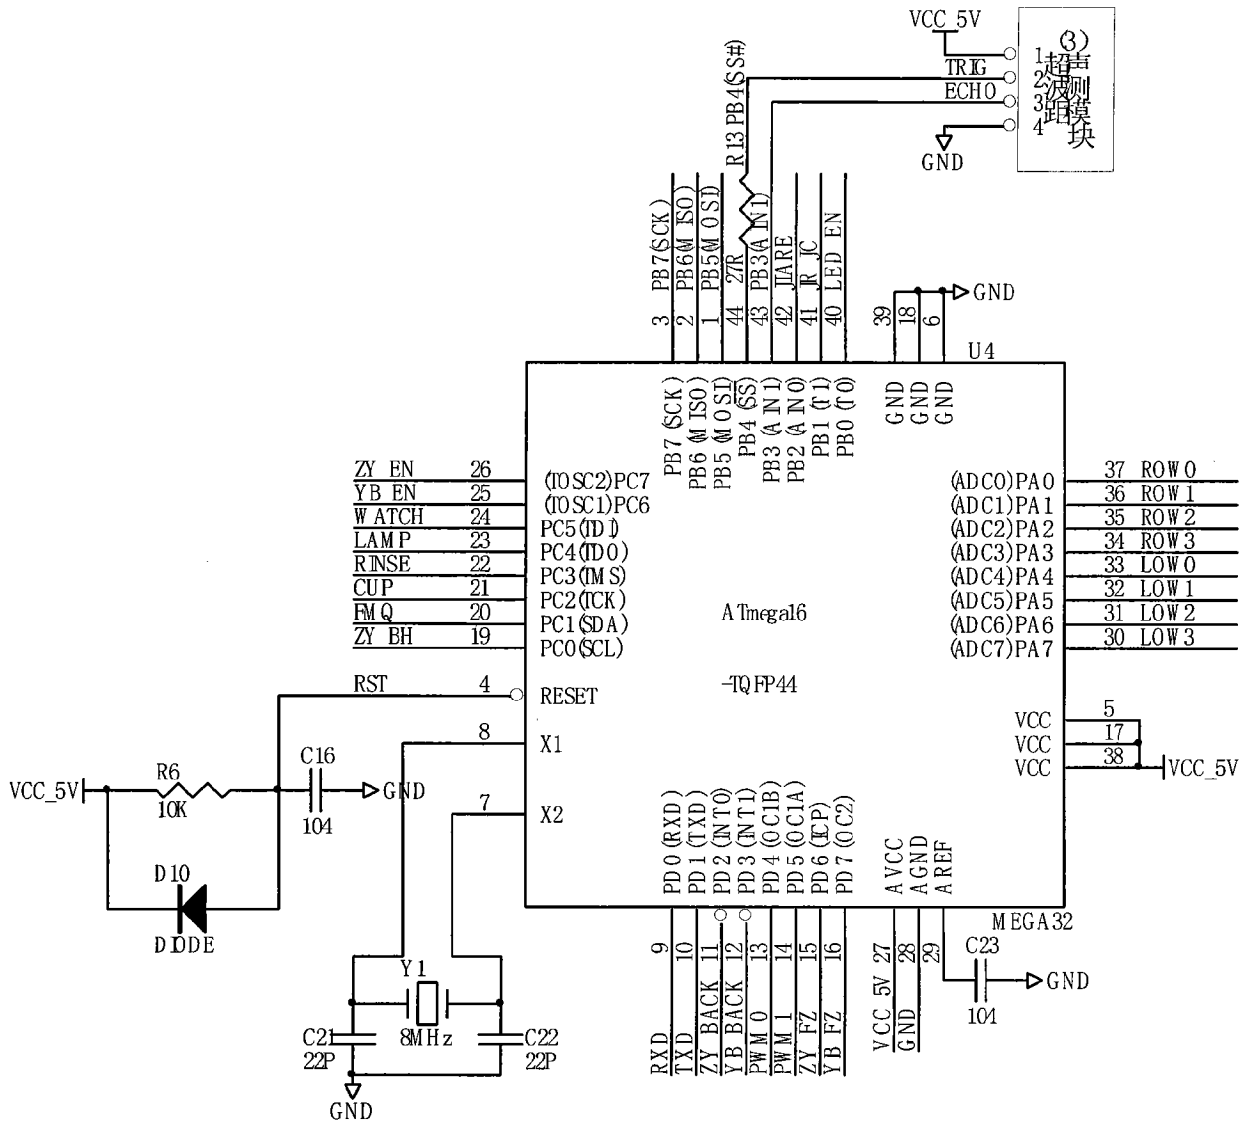 VCC_5V
(3)
超声
波测
距模
块
1
2
3
4
TRIG
ECHO
GND
R13 PB4(SS#)
27R
PB7(SCK)
PB6(MISO)
PB5(MOSI)
PB3(AIN1)
JIARE
JR JC
LED EN
3
2
1
44
43
42
41
40
39
18
6
GND
U4
PB7(SCK)
PB6(MISO)
PB5(MOSI)
PB4(SS)
PB3(AIN1)
PB2(AIN0)
PB1(T1)
PB0(T0)
GND
GND
GND
ZY EN 26 (TOSC2)PC7
YB EN 25 (TOSC1)PC6
WATCH 24 PC5(TDI)
LAMP 23 PC4(TDO)
RINSE 22 PC3(TMS)
CUP 21 PC2(TCK)
FMQ 20 PC1(SDA)
ZY BH 19 PC0(SCL)
RST 4 RESET
8 X1
7 X2
ATmega16
-TQFP44
(ADC0)PA0 37 ROW0
(ADC1)PA1 36 ROW1
(ADC2)PA2 35 ROW2
(ADC3)PA3 34 ROW3
(ADC4)PA4 33 LOW0
(ADC5)PA5 32 LOW1
(ADC6)PA6 31 LOW2
(ADC7)PA7 30 LOW3
VCC 5
VCC 17
VCC 38
VCC_5V
VCC_5V
R6
10K
C16
104
GND
D10
DIODE
PD0(RXD)
PD1(TXD)
PD2(INT0)
PD3(INT1)
PD4(OC1B)
PD5(OC1A)
PD6(ICP)
PD7(OC2)
AVCC
AGND
AREF
MEGA32
RXD 9
TXD 10
ZY BACK 11
YB BACK 12
PWM0 13
PWM1 14
ZY FZ 15
YB FZ 16
VCC 5V 27
GND 28
29
C23
104
GND
Y1
8MHz
C21
22P
C22
22P
GND